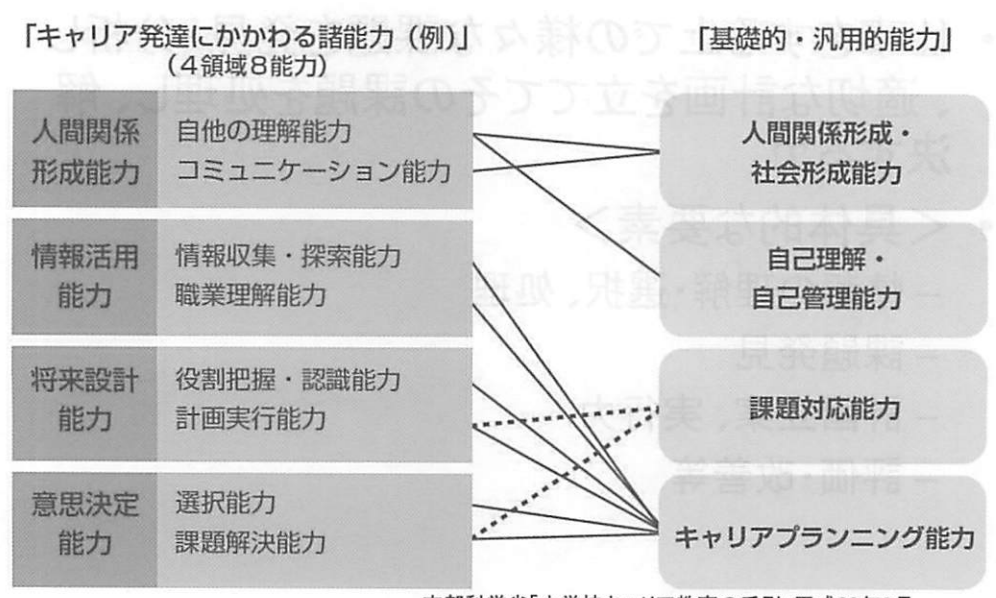 「キャリア発達にかかわる諸能力（例）」
（4領域8能力）
「基礎的・汎用的能力」
人間関係
形成能力
自他の理解能力
コミュニケーション能力
情報活用
能力
情報収集・探索能力
職業理解能力
将来設計
能力
役割把握・認識能力
計画実行能力
意思決定
能力
選択能力
課題解決能力
人間関係形成・
社会形成能力
自己理解・
自己管理能力
課題対応能力
キャリアプランニング能力